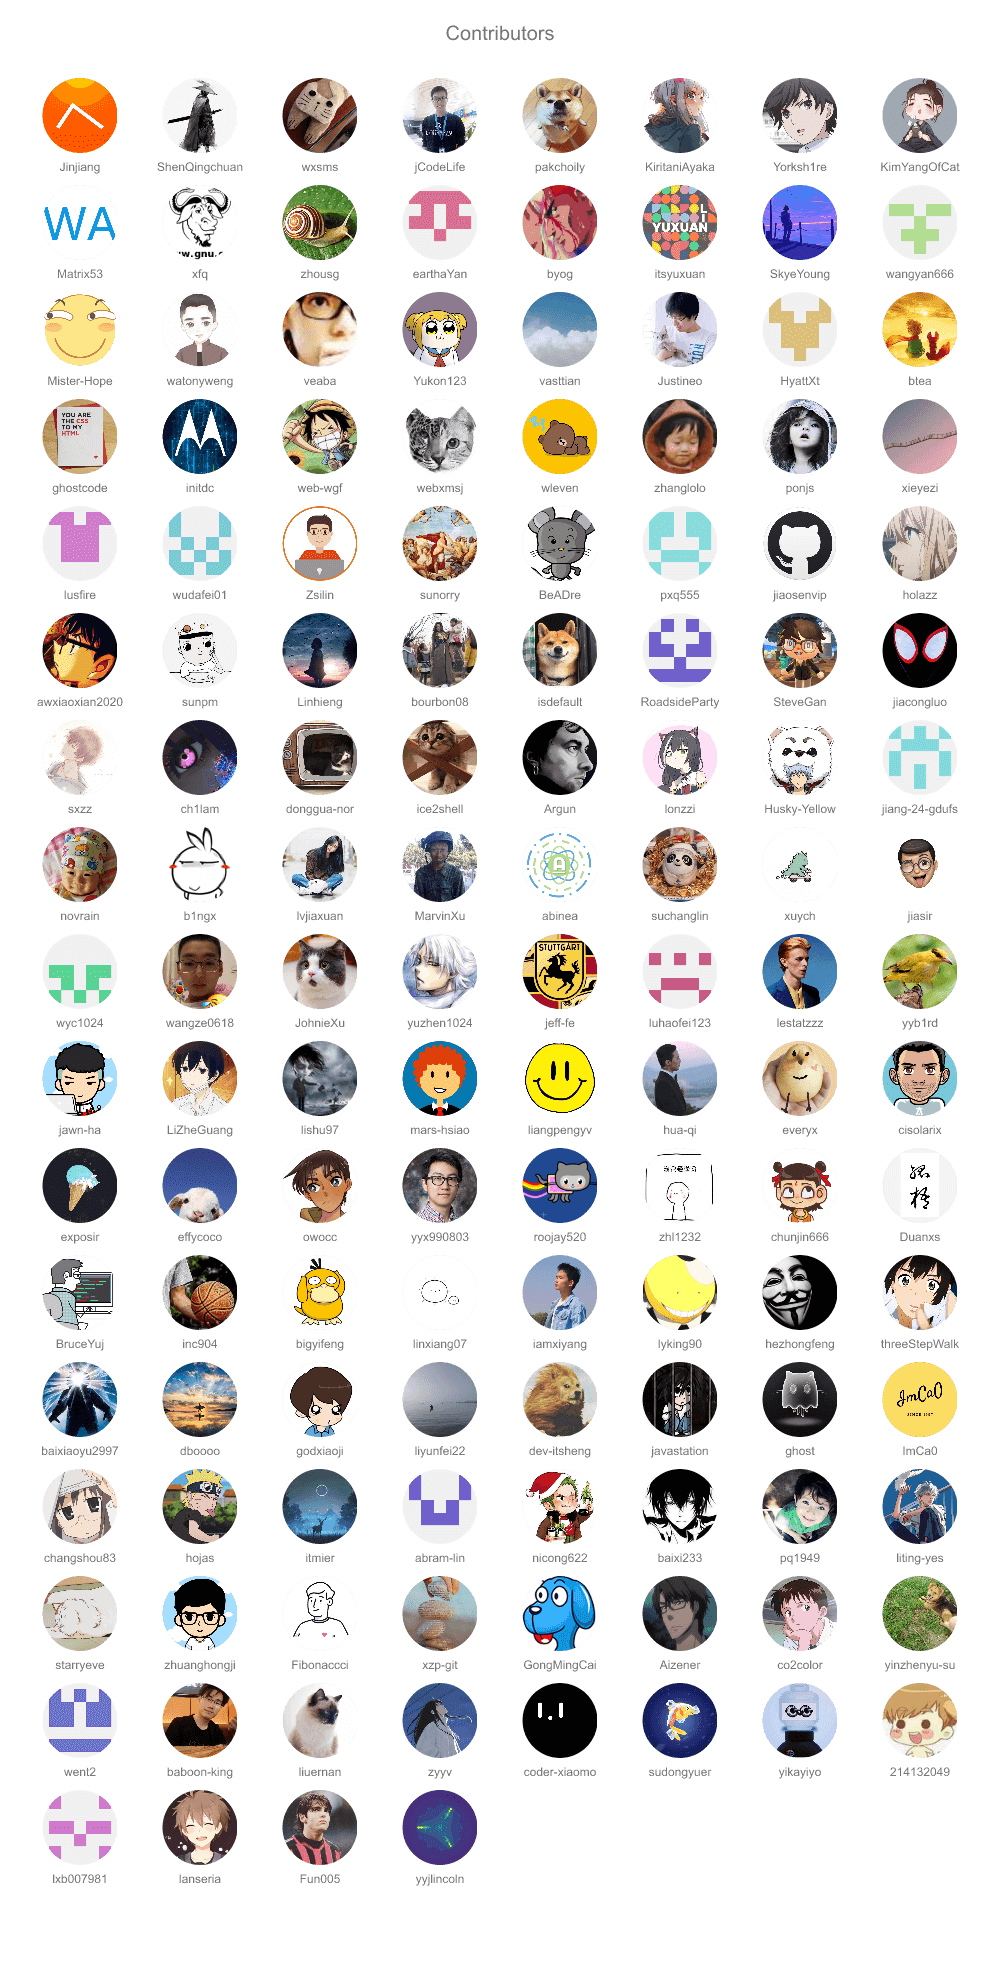 Contributors
Jinjiang ShenQingchuan wxsms jCodeLife pakchoily KiritaniAyaka Yorksh1re KimYangOfCat
WA
LI
YUXUAN
Matrix53 xfq zhousg earthaYan byog itsyuxuan SkyeYoung wangyan666
Mister-Hope watonyweng veaba Yukon123 vasttian Justineo HyattXt btea
YOU ARE
THE CSS
TO MY
HTML
ghostcode initdc web-wgf webxmsj wleven zhanglolo ponjs xieyezi
lusfire wudafei01 Zsilin sunorry BeADre pxq555 jiaosenvip holazz
awxiaoxian2020 sunpm Linhieng bourbon08 isdefault RoadsideParty SteveGan jiacongluo
sxzz ch1lam donggua-nor ice2shell Argun lonzzi Husky-Yellow jiang-24-gdufs
novrain b1ngx lvjiaxuan MarvinXu abinea suchanglin xuych jiasir
STUTTGART
wyc1024 wangze0618 JohnieXu yuzhen1024 jeff-fe luhaofei123 lestatzzz yyb1rd
jawn-ha LiZheGuang lishu97 mars-hsiao liangpengyv hua-qi everyx cisolarix
exposir effycoco owocc yyx990803 roojay520 zhl1232 chunjin666 Duanxs
BruceYuj inc904 bigyifeng linxiang07 iamxiyang lyking90 hezhongfeng threeStepWalk
JmCaO
baixiaoyu2997 dboooo godxiaoji liyunfei22 dev-itsheng javastation ghost ImCa0
changshou83 hojas itmier abram-lin nicong622 baixi233 pq1949 liting-yes
starryeve zhuanghongji Fibonaccci xzp-git GongMingCai Aizener co2color yinzhenyu-su
went2 baboon-king liuernan zyyv coder-xiaomo sudongyuer yikayiyo 214132049
lxb007981 lanseria Fun005 yyjlincoln